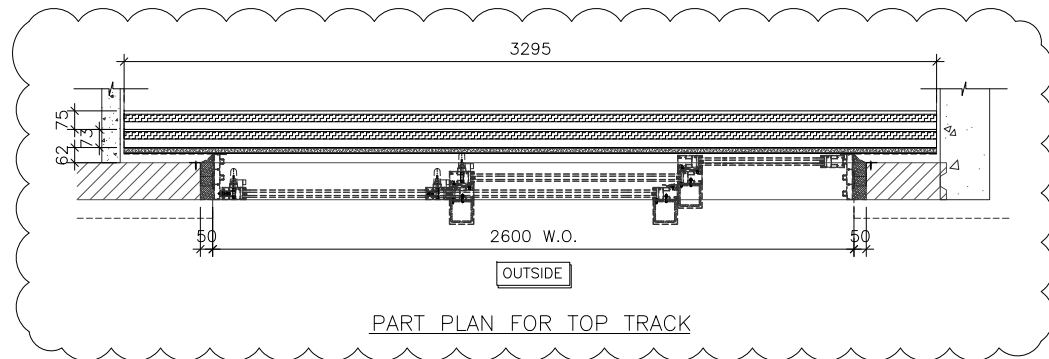 3295
75
73
62
50
2600 W.O.
50
OUTSIDE
PART PLAN FOR TOP TRACK